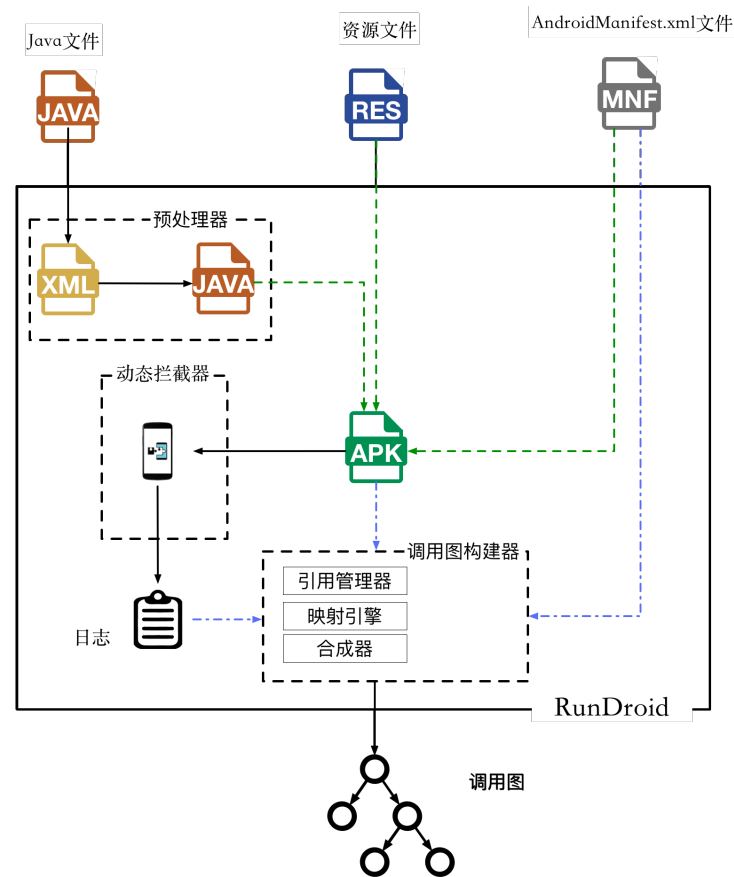 Java文件
资源文件
AndroidManifest.xml文件
JAVA
RES
MNF
预处理器
XML
JAVA
动态拦截器
APK
调用图构建器
引用管理器
映射引擎
合成器
日志
RunDroid
调用图